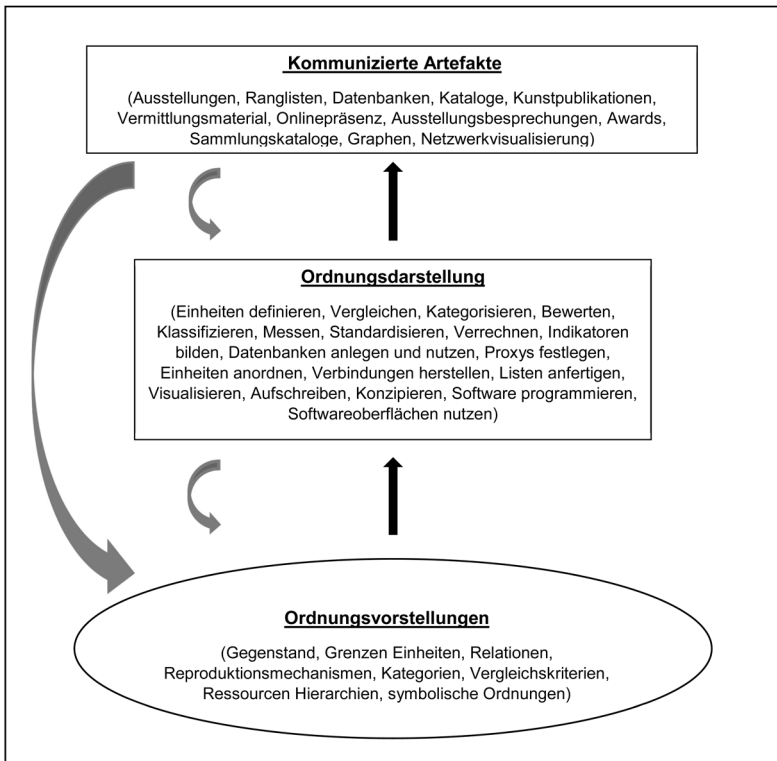 Kommunizierte Artefakte
(Ausstellungen, Ranglisten, Datenbanken, Kataloge, Kunstpublikationen,
Vermittlungsmaterial, Onlinepräsenz, Ausstellungsbesprechungen, Awards,
Sammlungskataloge, Graphen, Netzwerkvisualisierung)
Ordnungsdarstellung
(Einheiten definieren, Vergleichen, Kategorisieren, Bewerten,
Klassifizieren, Messen, Standardisieren, Verrechnen, Indikatoren
bilden, Datenbanken anlegen und nutzen, Proxys festlegen,
Einheiten anordnen, Verbindungen herstellen, Listen anfertigen,
Visualisieren, Aufschreiben, Konzipieren, Software programmieren,
Softwareoberflächen nutzen)
Ordnungsvorstellungen
(Gegenstand, Grenzen Einheiten, Relationen,
Reproduktionsmechanismen, Kategorien, Vergleichskriterien,
Ressourcen Hierarchien, symbolische Ordnungen)